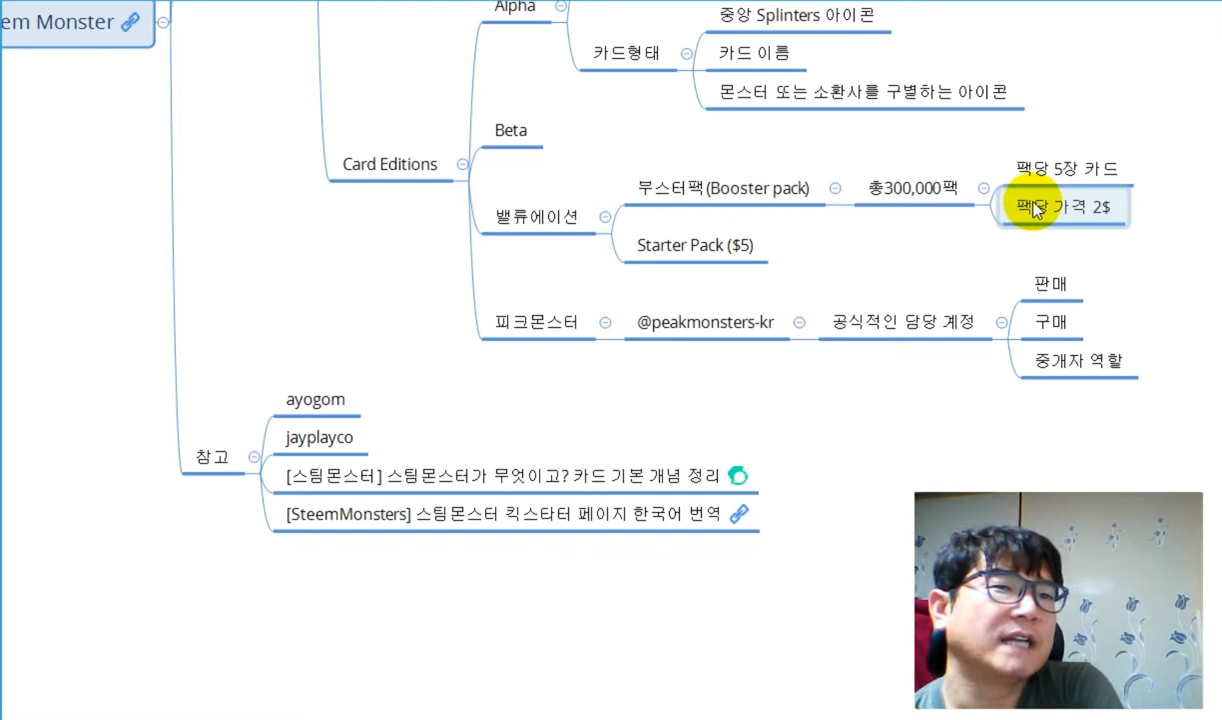 em Monster
Alpha
중앙 Splinters 아이콘
카드형태
카드 이름
몬스터 또는 소환사를 구별하는 아이콘
Beta
Card Editions
밸류에이션
부스터팩(Booster pack)
총300,000팩
팩당 5장 카드
팩당 가격 2$
Starter Pack ($5)
피크몬스터
@peakmonsters-kr
공식적인 담당 계정
판매
구매
중개자 역할
참고
ayogom
jayplayco
[스팀몬스터] 스팀몬스터가 무엇이고? 카드 기본 개념 정리
[SteemMonsters] 스팀몬스터 킥스타터 페이지 한국어 번역